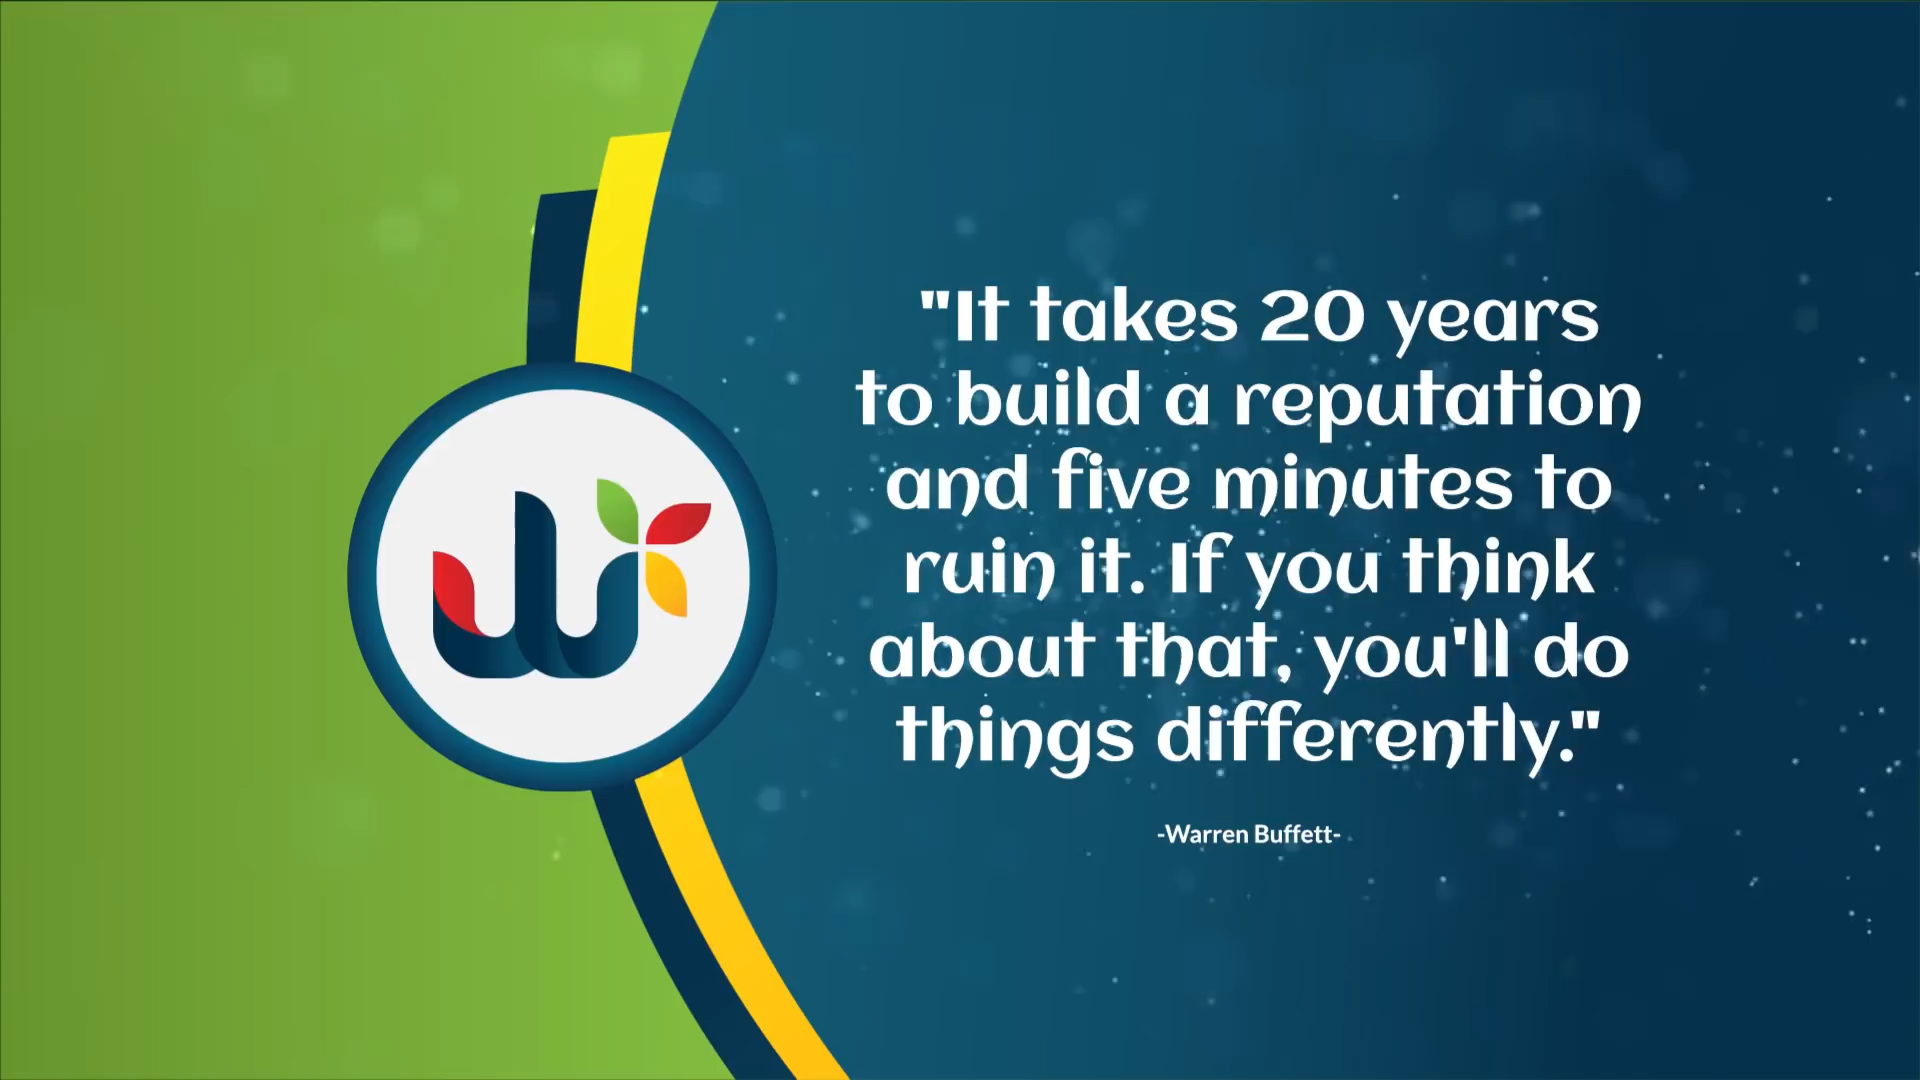 "It takes 20 years
to build a reputation
and five minutes to
ruin it. If you think
about that, you'll do
things differently."
-Warren Buffett-